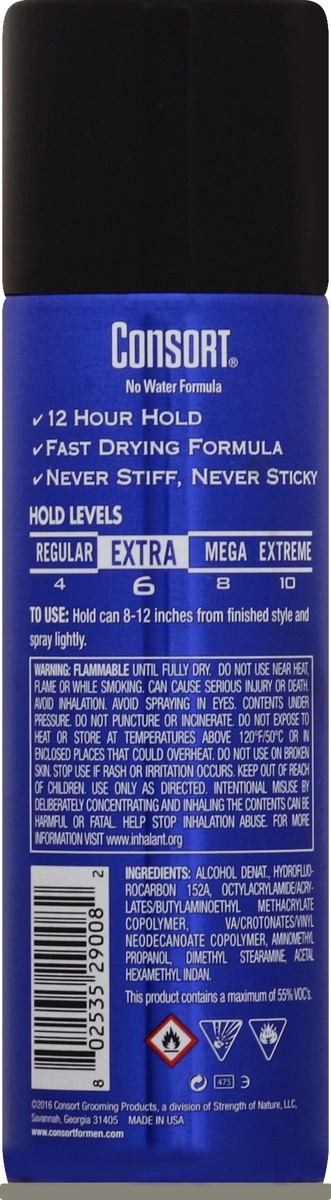 CONSORT®
No Water Formula
✓12 HOUR HOLD
✓FAST DRYING FORMULA
✓NEVER STIFF, NEVER STICKY
HOLD LEVELS
REGULAR EXTRA MEGA EXTREME
4 6 8 10
TO USE: Hold can 8-12 inches from finished style and
spray lightly.
WARNING: FLAMMABLE UNTIL FULLY DRY. DO NOT USE NEAR HEAT,
FLAME OR WHILE SMOKING. CAN CAUSE SERIOUS INJURY OR DEATH.
AVOID INHALATION. AVOID SPRAYING IN EYES. CONTENTS UNDER
PRESSURE. DO NOT PUNCTURE OR INCINERATE. DO NOT EXPOSE TO
HEAT OR STORE AT TEMPERATURES ABOVE 120°F/50°C OR IN
ENCLOSED PLACES THAT COULD OVERHEAT. DO NOT USE ON BROKEN
SKIN. STOP USE IF RASH OR IRRITATION OCCURS. KEEP OUT OF REACH
OF CHILDREN. USE ONLY AS DIRECTED. INTENTIONAL MISUSE BY
DELIBERATELY CONCENTRATING AND INHALING THE CONTENTS CAN BE
HARMFUL OR FATAL. HELP STOP INHALATION ABUSE. FOR MORE
INFORMATION VISIT www.inhalant.org
INGREDIENTS: ALCOHOL DENAT., HYDROFLU-
OROCARBON 152A, OCTYLACRYLAMIDE/ACRY-
LATES/BUTYLAMINOETHYL METHACRYLATE
COPOLYMER, VA/CROTONATES/VINYL
NEODECANOATE COPOLYMER, AMINOMETHYL
PROPANOL, DIMETHYL STEARAMINE, ACETAL
HEXAMETHYL INDAN.
This product contains a maximum of 55% VOC's.
8 02535 29008 2
475
©2016 Consort Grooming Products, a division of Strength of Nature, LLC,
Savannah, Georgia 31405 MADE IN USA
www.consortformen.com